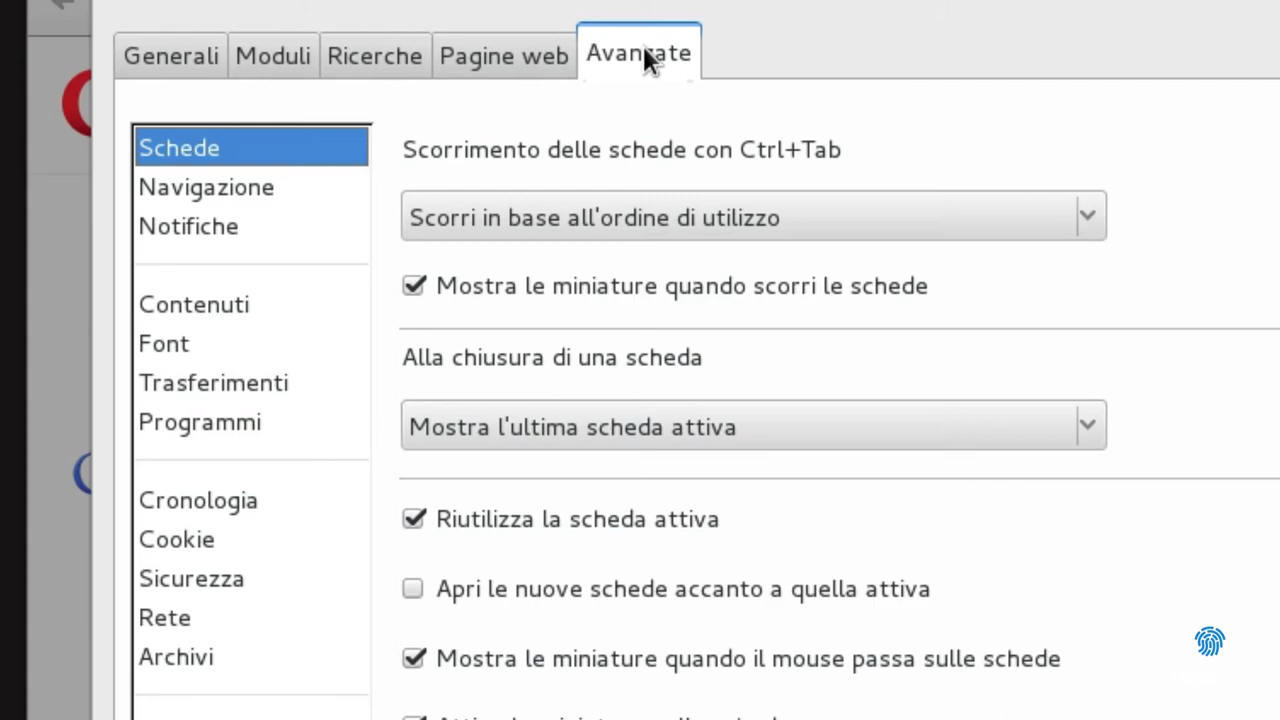 Generali Moduli Ricerche Pagine web Avanzate
Schede
Navigazione
Notifiche
Contenuti
Font
Trasferimenti
Programmi
Cronologia
Cookie
Sicurezza
Rete
Archivi
Scorrimento delle schede con Ctrl+Tab
Scorri in base all'ordine di utilizzo
Mostra le miniature quando scorri le schede
Alla chiusura di una scheda
Mostra l'ultima scheda attiva
Riutilizza la scheda attiva
Apri le nuove schede accanto a quella attiva
Mostra le miniature quando il mouse passa sulle schede